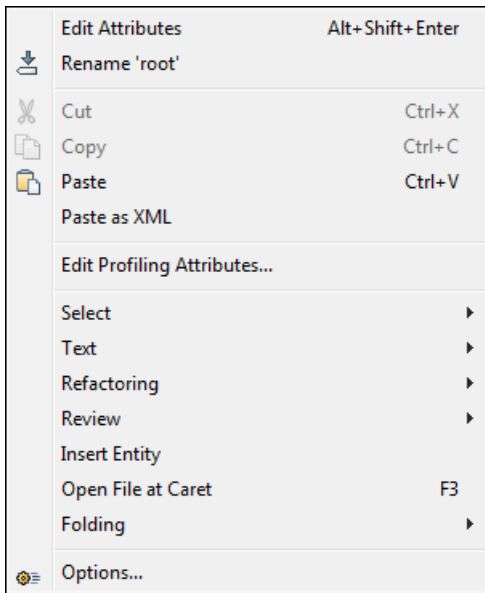 Edit Attributes Alt+Shift+Enter
Rename 'root'
Cut Ctrl+X
Copy Ctrl+C
Paste Ctrl+V
Paste as XML
Edit Profiling Attributes...
Select
Text
Refactoring
Review
Insert Entity
Open File at Caret F3
Folding
Options...